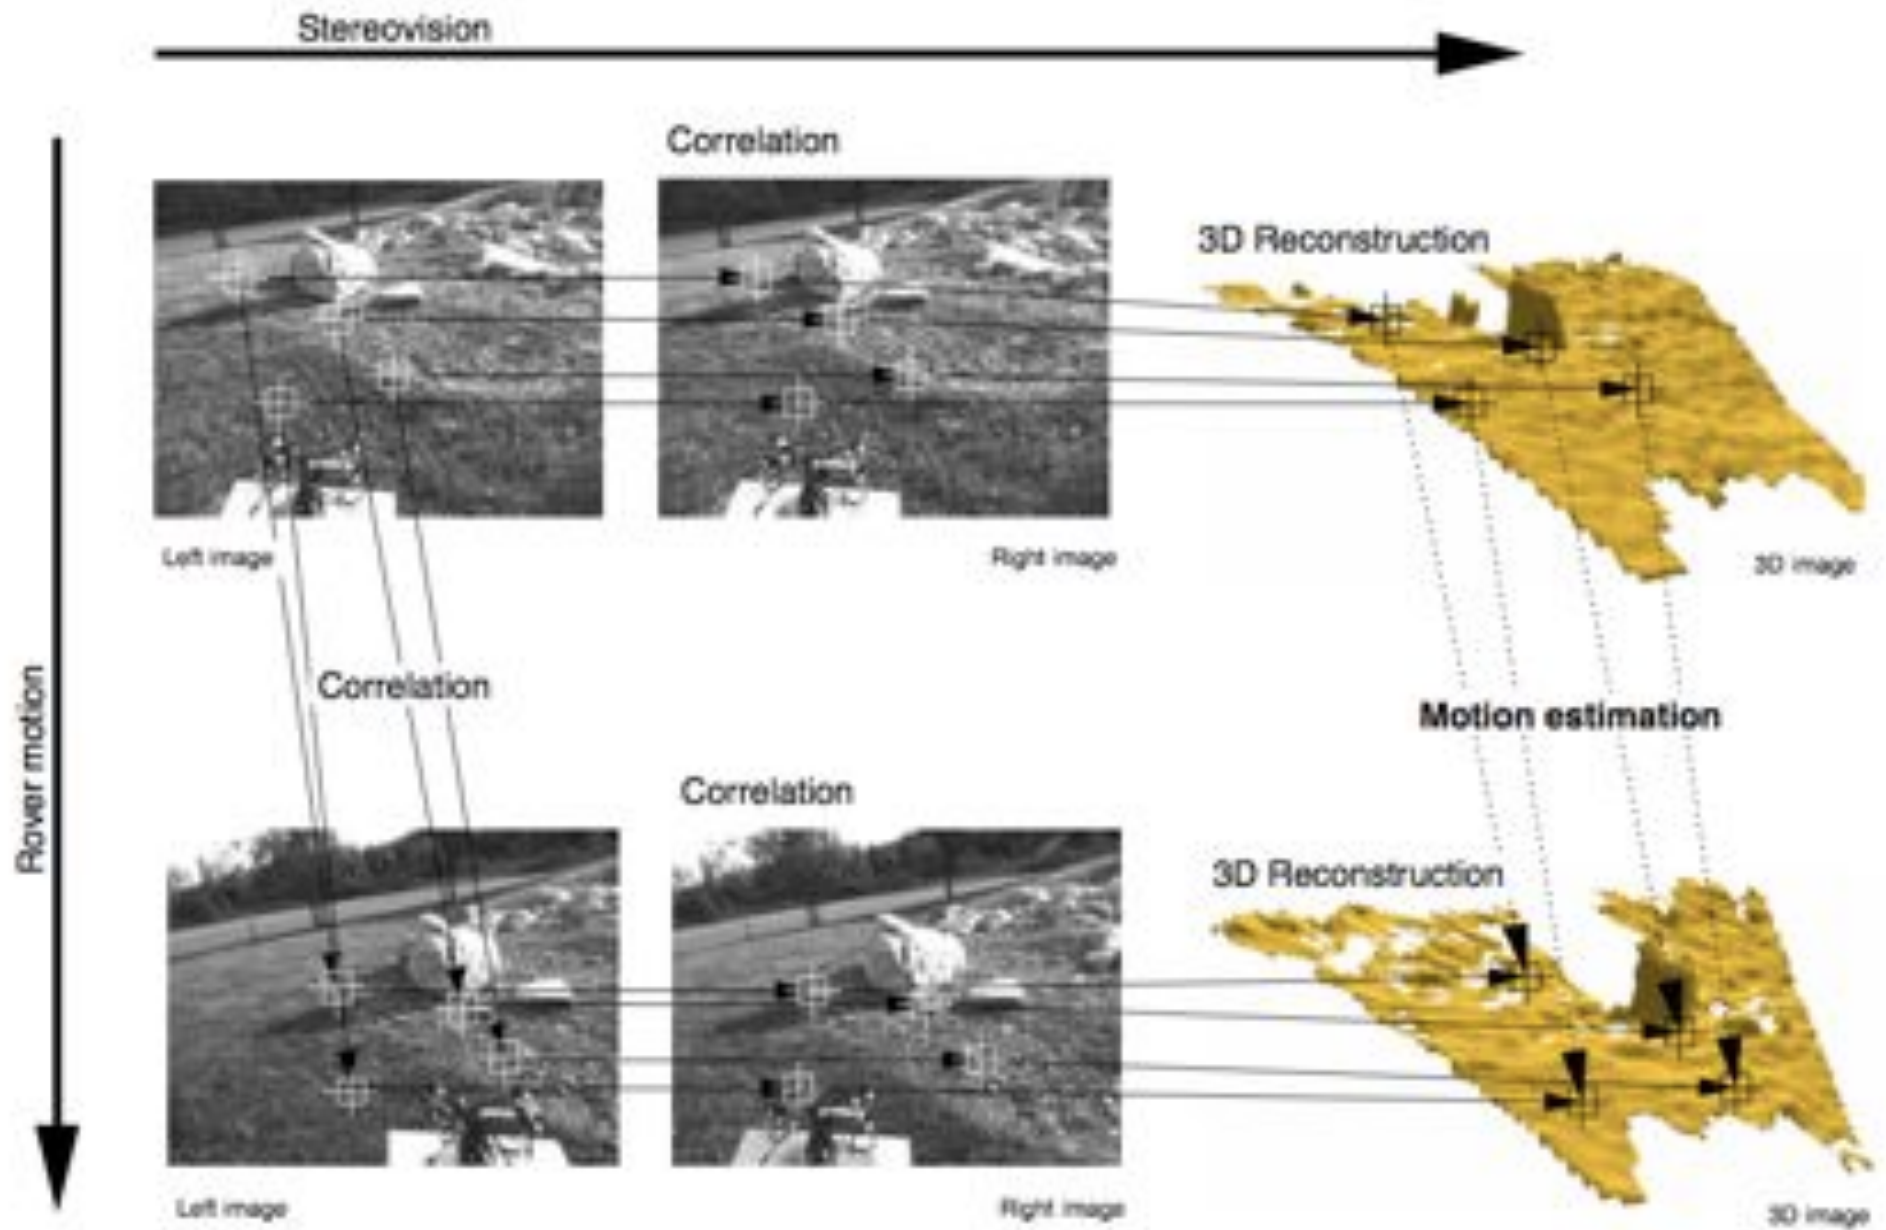 Stereovision
Correlation
3D Reconstruction
Left image
Right image
3D image
Rover motion
Correlation
Motion estimation
Correlation
3D Reconstruction
Left image
Right image
3D image